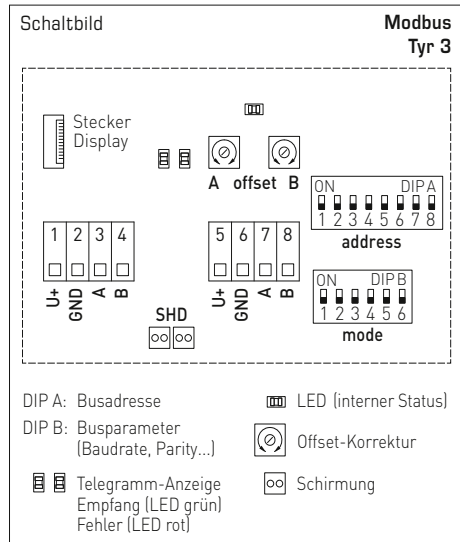 Schaltbild
Modbus
Tyr 3
Stecker
Display
A offset B
ON DIP A
1 2 3 4 5 6 7 8
address
1 2 3 4
U+ GND A B
5 6 7 8
U+ GND A B
ON DIP B
1 2 3 4 5 6
mode
SHD
DIP A: Busadresse
DIP B: Busparameter
(Baudrate, Parity...)
Telegramm-Anzeige
Empfang (LED grün)
Fehler (LED rot)
LED (interner Status)
Offset-Korrektur
Schirmung